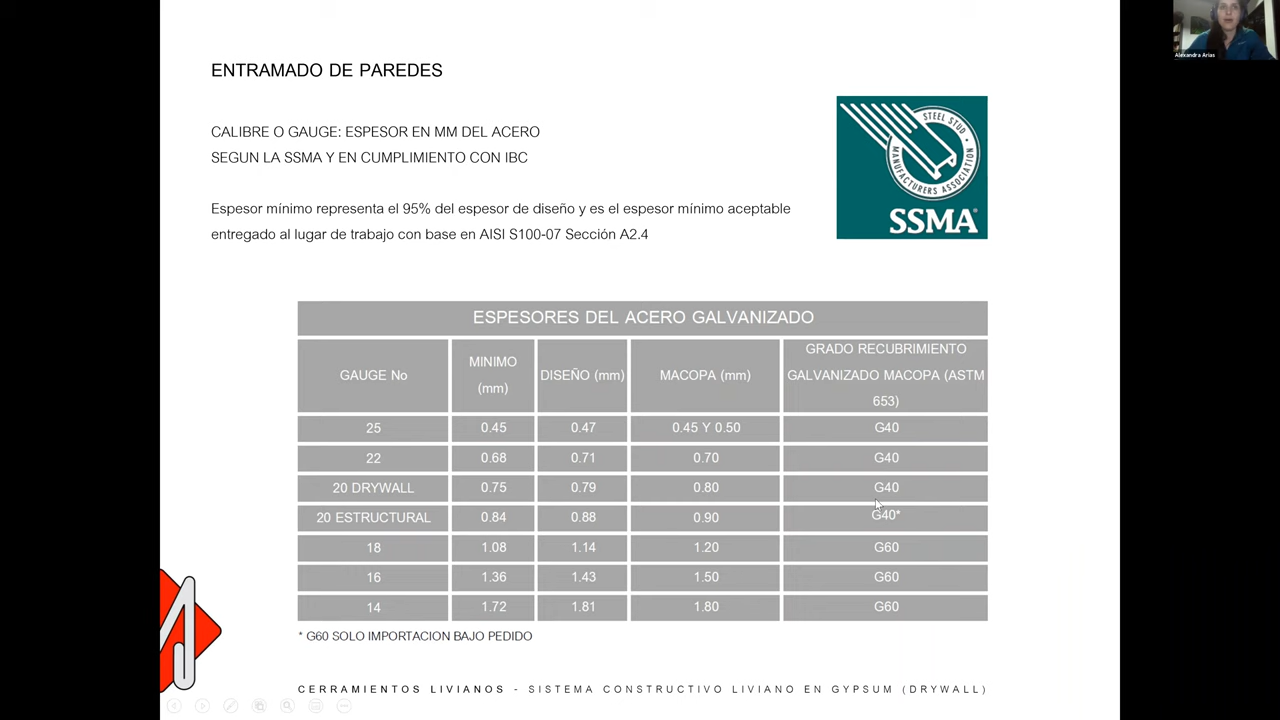 Alexandra Arias
ENTRAMADO DE PAREDES
CALIBRE O GAUGE: ESPESOR EN MM DEL ACERO
SEGUN LA SSMA Y EN CUMPLIMIENTO CON IBC
Espesor mínimo representa el 95% del espesor de diseño y es el espesor mínimo aceptable
entregado al lugar de trabajo con base en AISI S100-07 Sección A2.4
STEEL STUD
MANUFACTURERS ASSOCIATION
SSMA®
ESPESORES DEL ACERO GALVANIZADO
GAUGE No MINIMO (mm) DISEÑO (mm) MACOPA (mm) GRADO RECUBRIMIENTO GALVANIZADO MACOPA (ASTM 653)
25 0.45 0.47 0.45 Y 0.50 G40
22 0.68 0.71 0.70 G40
20 DRYWALL 0.75 0.79 0.80 G40
20 ESTRUCTURAL 0.84 0.88 0.90 G40*
18 1.08 1.14 1.20 G60
16 1.36 1.43 1.50 G60
14 1.72 1.81 1.80 G60
* G60 SOLO IMPORTACION BAJO PEDIDO
CERRAMIENTOS LIVIANOS - SISTEMA CONSTRUCTIVO LIVIANO EN GYPSUM (DRYWALL)